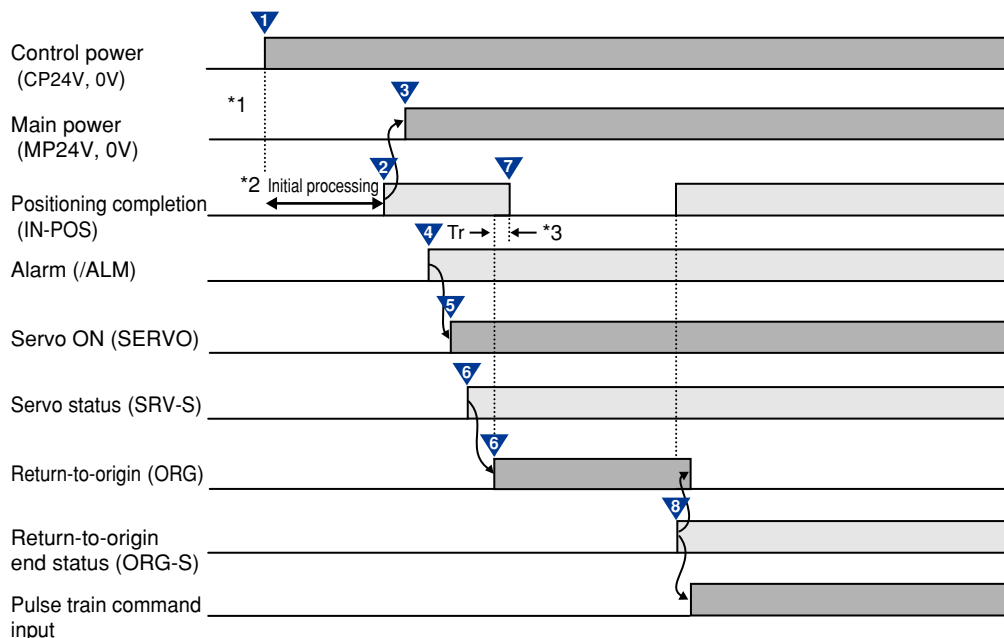 1
Control power
(CP24V, 0V)
*1
3
Main power
(MP24V, 0V)
2
7
*2 Initial processing
Positioning completion
(IN-POS)
4 Tr *3
Alarm (/ALM)
5
Servo ON (SERVO)
6
Servo status (SRV-S)
6
Return-to-origin (ORG)
8
Return-to-origin
end status (ORG-S)
Pulse train command
input